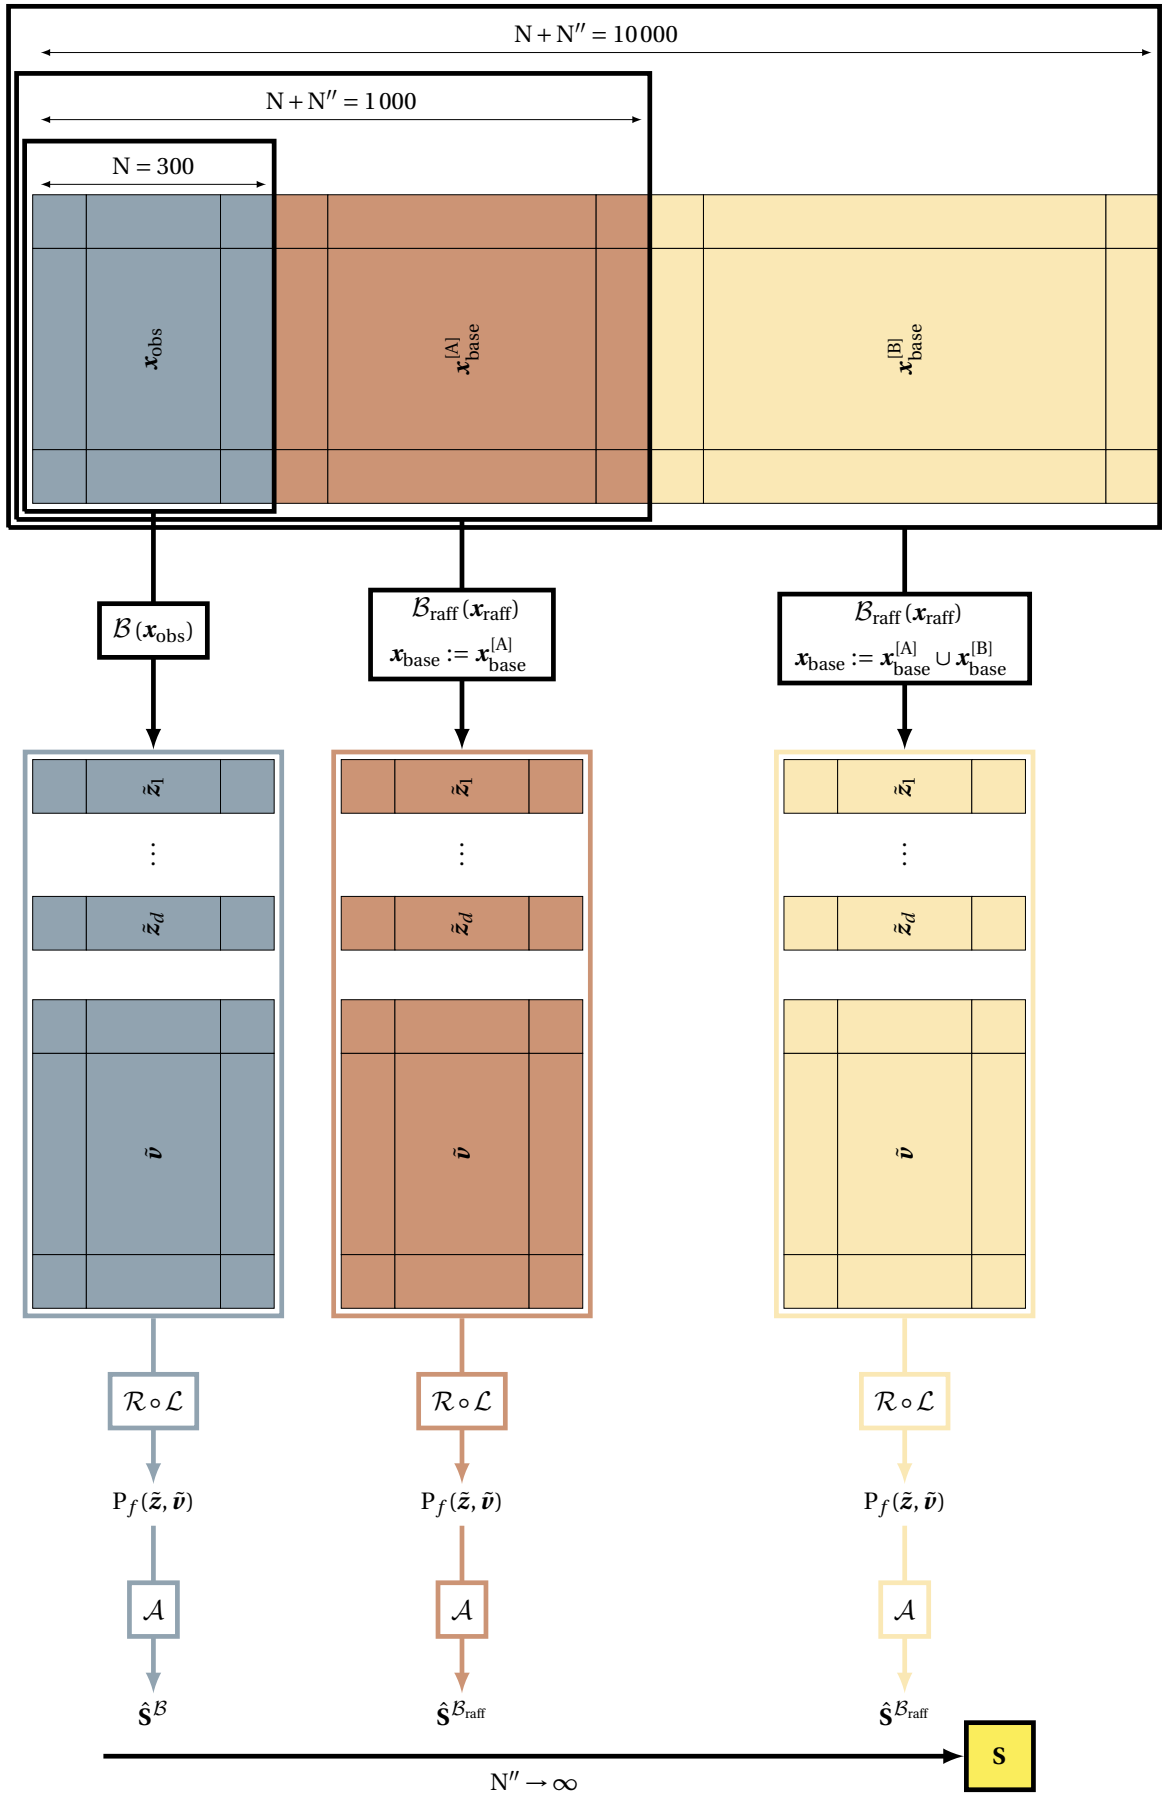 N + N′′ = 10 000
N + N′′ = 1 000
N = 300
𝒙_obs
𝒙_base^[A]
𝒙_base^[B]
ℬ(𝒙_obs)
ℬ_raff(𝒙_raff)
𝒙_base := 𝒙_base^[A]
ℬ_raff(𝒙_raff)
𝒙_base := 𝒙_base^[A] ∪ 𝒙_base^[B]
z̃_1
z̃_1
z̃_1
⋮
⋮
⋮
z̃_d
z̃_d
z̃_d
ṽ
ṽ
ṽ
ℛ ∘ ℒ
ℛ ∘ ℒ
ℛ ∘ ℒ
P_f(z̃, ṽ)
P_f(z̃, ṽ)
P_f(z̃, ṽ)
𝒜
𝒜
𝒜
Ŝ^ℬ
Ŝ^ℬ_raff
Ŝ^ℬ_raff
S
N′′ → ∞